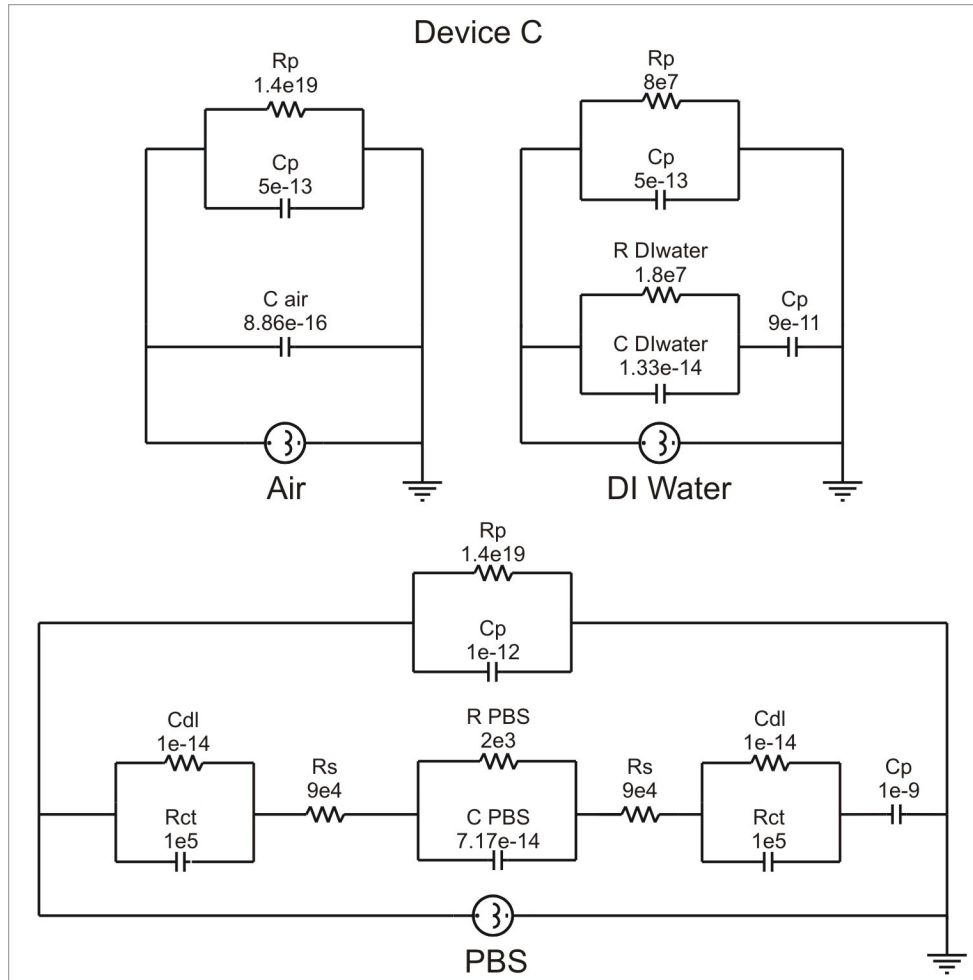 Device C
Rp
1.4e19
Cp
5e-13
C air
8.86e-16
Air
Rp
8e7
Cp
5e-13
R DIwater
1.8e7
C DIwater
1.33e-14
Cp
9e-11
DI Water
Rp
1.4e19
Cp
1e-12
Cdl
1e-14
Rct
1e5
Rs
9e4
R PBS
2e3
C PBS
7.17e-14
Rs
9e4
Cdl
1e-14
Rct
1e5
Cp
1e-9
PBS